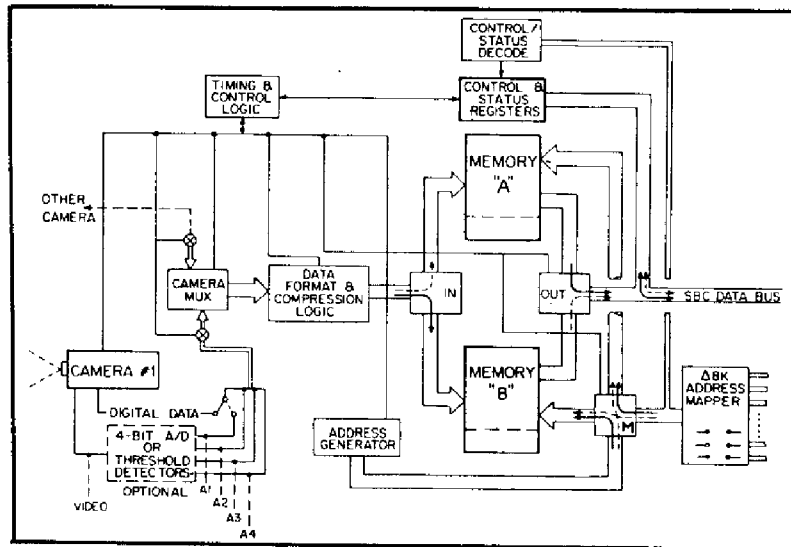 CONTROL/
STATUS
DECODE
TIMING &
CONTROL
LOGIC
CONTROL &
STATUS
REGISTERS
MEMORY
"A"
OTHER
CAMERA
CAMERA
MUX
DATA
FORMAT &
COMPRESSION
LOGIC
IN
OUT
SBC DATA BUS
CAMERA #1
MEMORY
"B"
Δ8K
ADDRESS
MAPPER
DIGITAL DATA
ADDRESS
GENERATOR
M
4-BIT A/D
OR
THRESHOLD
DETECTORS
OPTIONAL
A1
A2
A3
A4
VIDEO